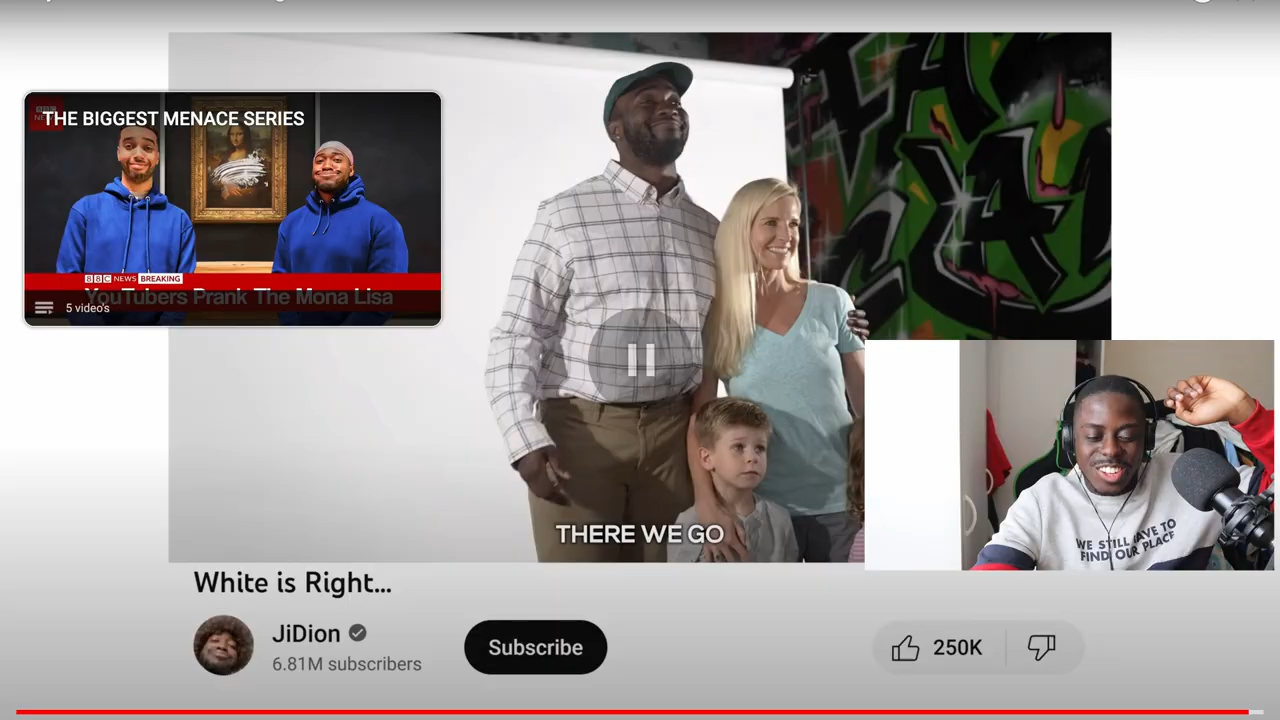 THE BIGGEST MENACE SERIES
BBC NEWS BREAKING
YouTubers Prank The Mona Lisa
5 video's
THERE WE GO
WE STILL HAVE TO
FIND OUR PLACE
White is Right...
JiDion
6.81M subscribers
Subscribe
250K